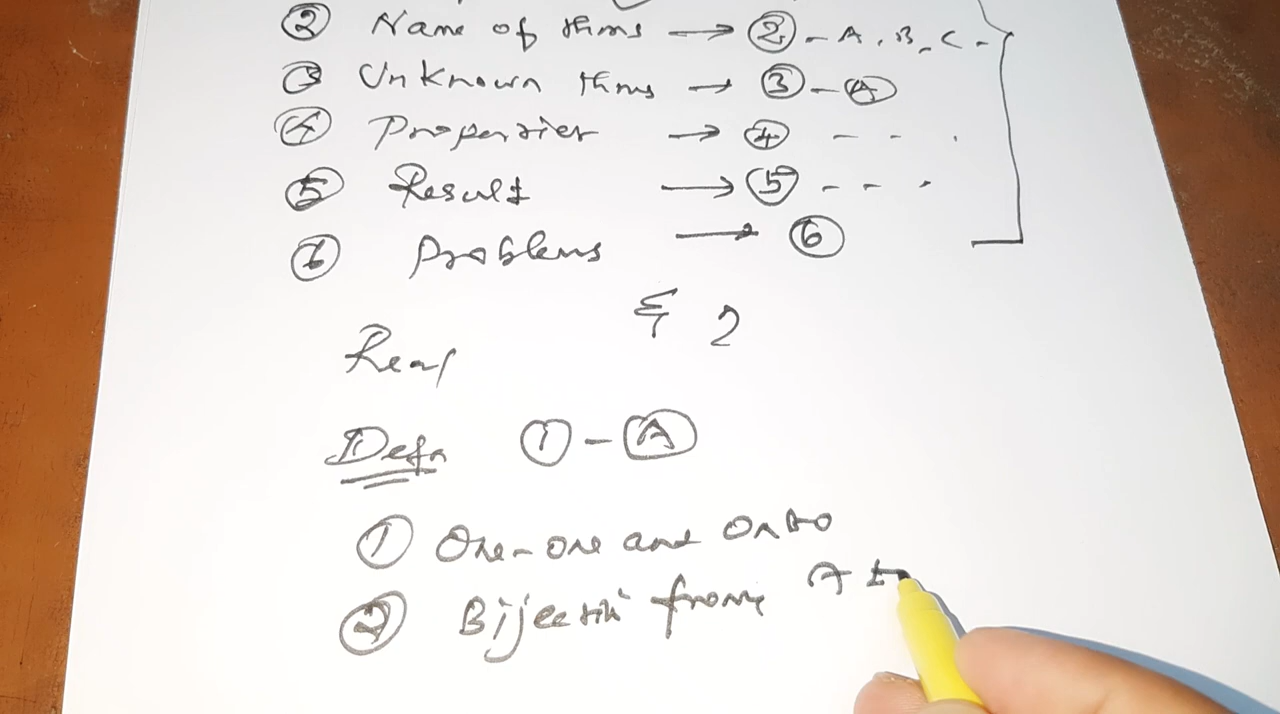 ② Name of thms → ② - A, B, C -
③ Unknown thms → ③ - Ⓐ
④ Properties → ④ - - .
⑤ Result → ⑤ - - -
⑥ Problems → ⑥
2
Real
Defn ① - Ⓐ
① One-one and Onto
② from A